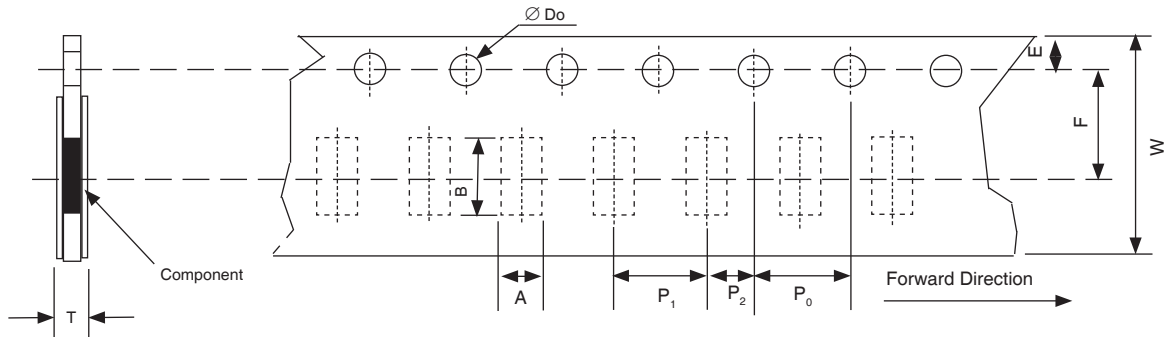 ∅ Do
E
F
W
B
Component
A
P₁
P₂
P₀
Forward Direction
T